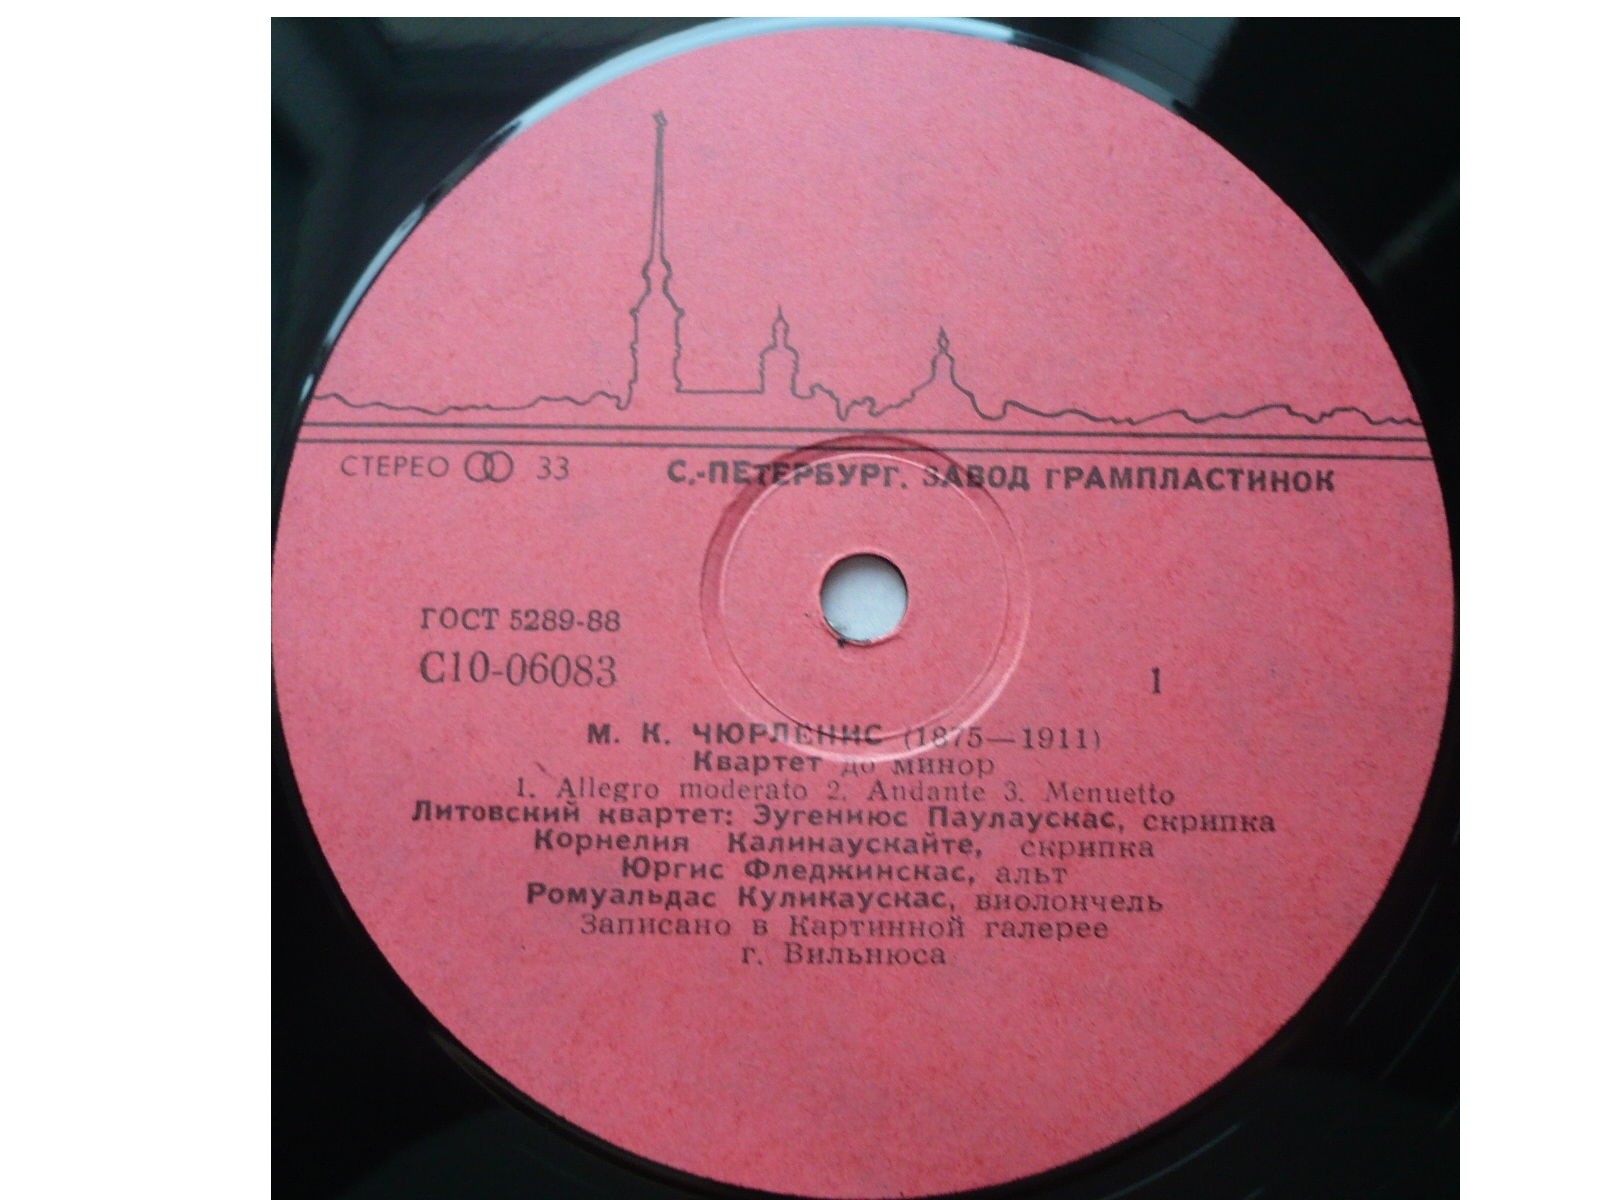 СТЕРЕО 33
С.-ПЕТЕРБУРГ. ЗАВОД ГРАМПЛАСТИНОК
ГОСТ 5289-88
С10-06083
1
М. К. ЧЮРЛЕНИС (1875—1911)
Квартет до минор
1. Allegro moderato 2. Andante 3. Menuetto
Литовский квартет: Эугениюс Паулаускас, скрипка
Корнелия Калинаускайте, скрипка
Юргис Фледжинскас, альт
Ромуальдас Куликаускас, виолончель
Записано в Картинной галерее
г. Вильнюса